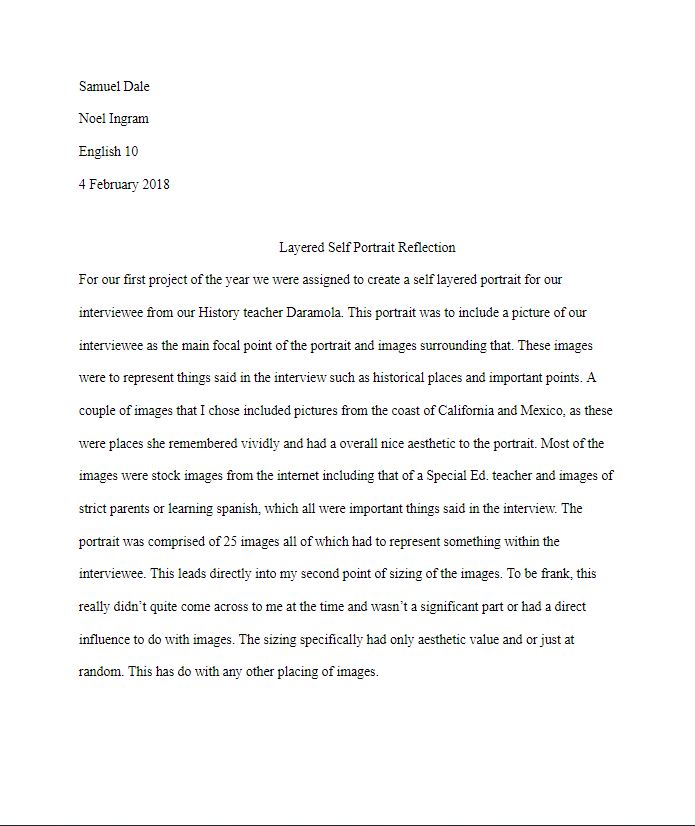 Samuel Dale
Noel Ingram
English 10
4 February 2018
Layered Self Portrait Reflection
For our first project of the year we were assigned to create a self layered portrait for our
interviewee from our History teacher Daramola. This portrait was to include a picture of our
interviewee as the main focal point of the portrait and images surrounding that. These images
were to represent things said in the interview such as historical places and important points. A
couple of images that I chose included pictures from the coast of California and Mexico, as these
were places she remembered vividly and had a overall nice aesthetic to the portrait. Most of the
images were stock images from the internet including that of a Special Ed. teacher and images of
strict parents or learning spanish, which all were important things said in the interview. The
portrait was comprised of 25 images all of which had to represent something within the
interviewee. This leads directly into my second point of sizing of the images. To be frank, this
really didn’t quite come across to me at the time and wasn’t a significant part or had a direct
influence to do with images. The sizing specifically had only aesthetic value and or just at
random. This has do with any other placing of images.